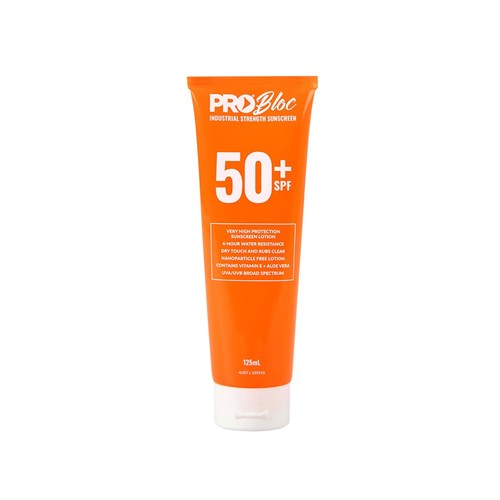 PROBloc
INDUSTRIAL STRENGTH SUNSCREEN
50+
SPF
VERY HIGH PROTECTION
SUNSCREEN LOTION
4-HOUR WATER RESISTANCE
DRY TOUCH AND RUBS CLEAR
NANOPARTICLE FREE LOTION
CONTAINS VITAMIN E + ALOE VERA
UVA/UVB BROAD SPECTRUM
125mL